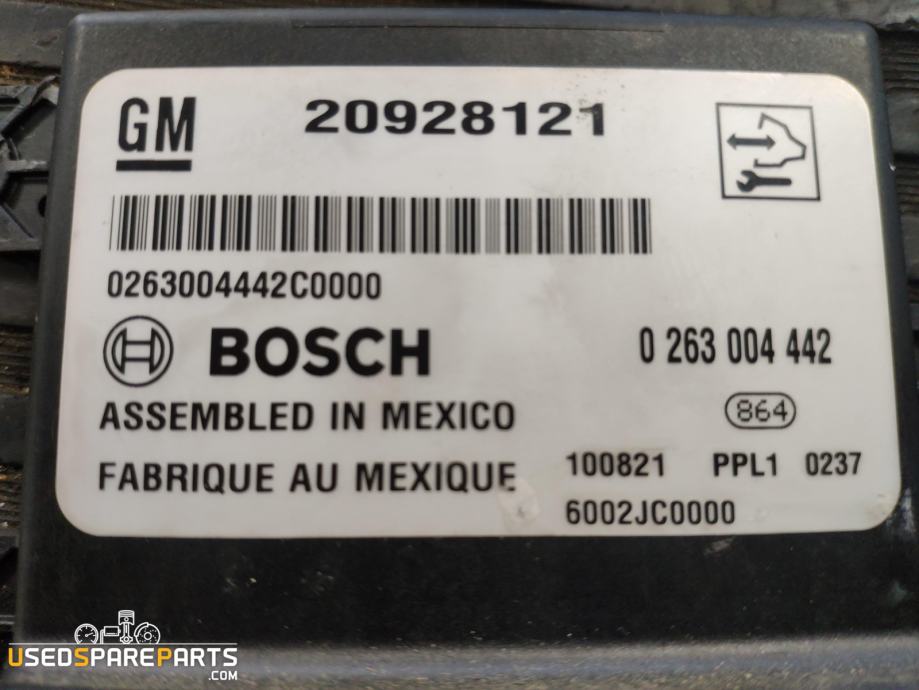 GM 20928121
0263004442C0000
BOSCH 0 263 004 442
ASSEMBLED IN MEXICO 864
FABRIQUE AU MEXIQUE 100821 PPL1 0237
6002JC0000
USEDSPAREPARTS
.COM